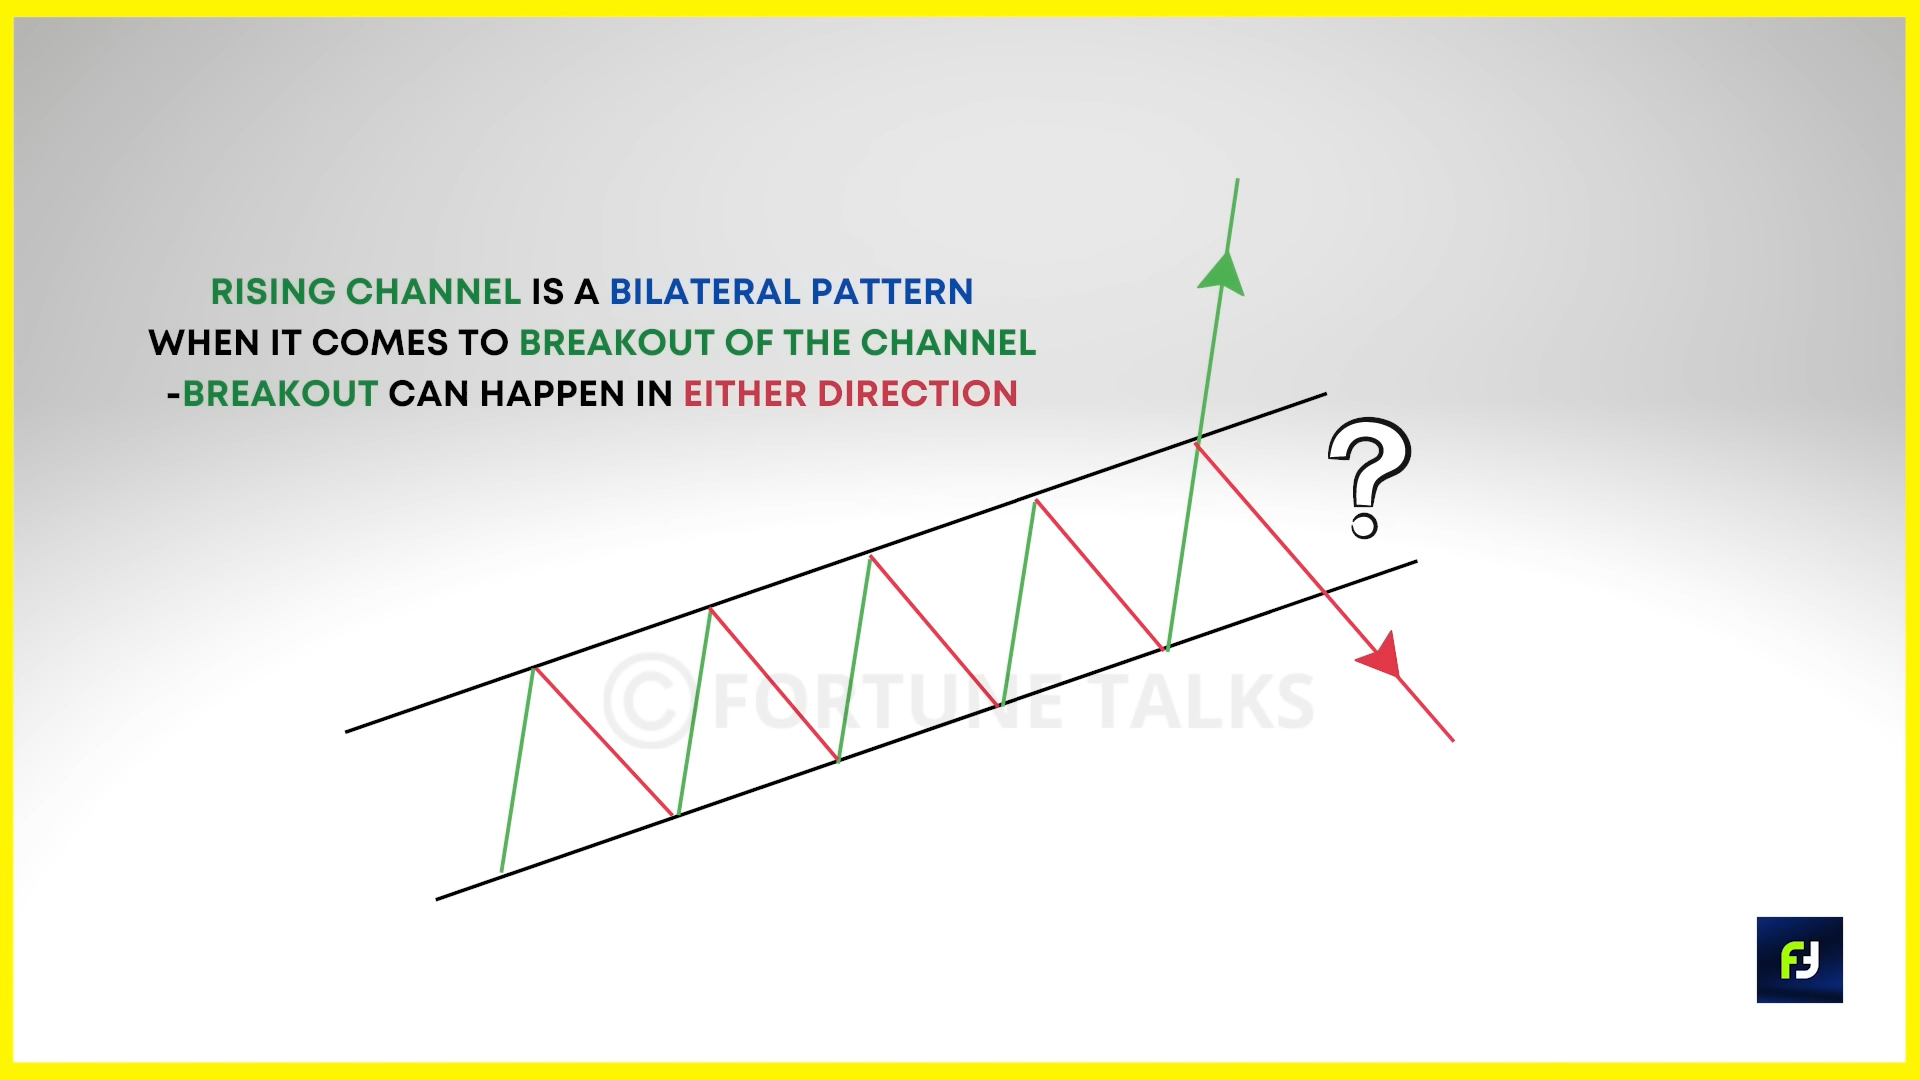 RISING CHANNEL IS A BILATERAL PATTERN
WHEN IT COMES TO BREAKOUT OF THE CHANNEL
-BREAKOUT CAN HAPPEN IN EITHER DIRECTION
?
©FORTUNE TALKS